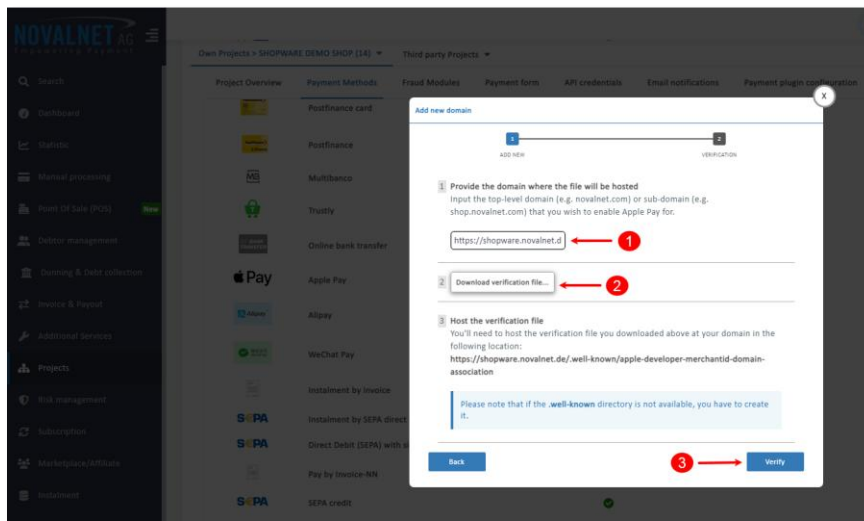 NOVALNET AG
Empowering Payment
Search
Dashboard
Statistic
Manual processing
Point Of Sale (POS) New
Debtor management
Dunning & Debt collection
Invoice & Payout
Additional Services
Projects
Risk management
Subscription
Marketplace/Affiliate
Instalment
Own Projects > SHOPWARE DEMO SHOP (14)
Third party Projects
Project Overview
Payment Methods
Fraud Modules
Payment form
API credentials
Email notifications
Payment plugin configuration
Postfinance card
Postfinance
MB
Multibanco
Trustly
Online bank transfer
Pay
Apple Pay
Alipay
Alipay
WeChat Pay
Instalment by Invoice
SEPA
Instalment by SEPA direct
SEPA
Direct Debit (SEPA) with
Pay by Invoice-NN
SEPA
SEPA credit
X
Add new domain
1
2
ADD NEW
VERIFICATION
1 Provide the domain where the file will be hosted
Input the top-level domain (e.g. novalnet.com) or sub-domain (e.g.
shop.novalnet.com) that you wish to enable Apple Pay for.
https://shopware.novalnet.d
1
2 Download verification file...
2
3 Host the verification file
You'll need to host the verification file you downloaded above at your domain in the
following location:
https://shopware.novalnet.de/.well-known/apple-developer-merchantid-domain-
association
Please note that if the .well-known directory is not available, you have to create
it.
Back
3
Verify